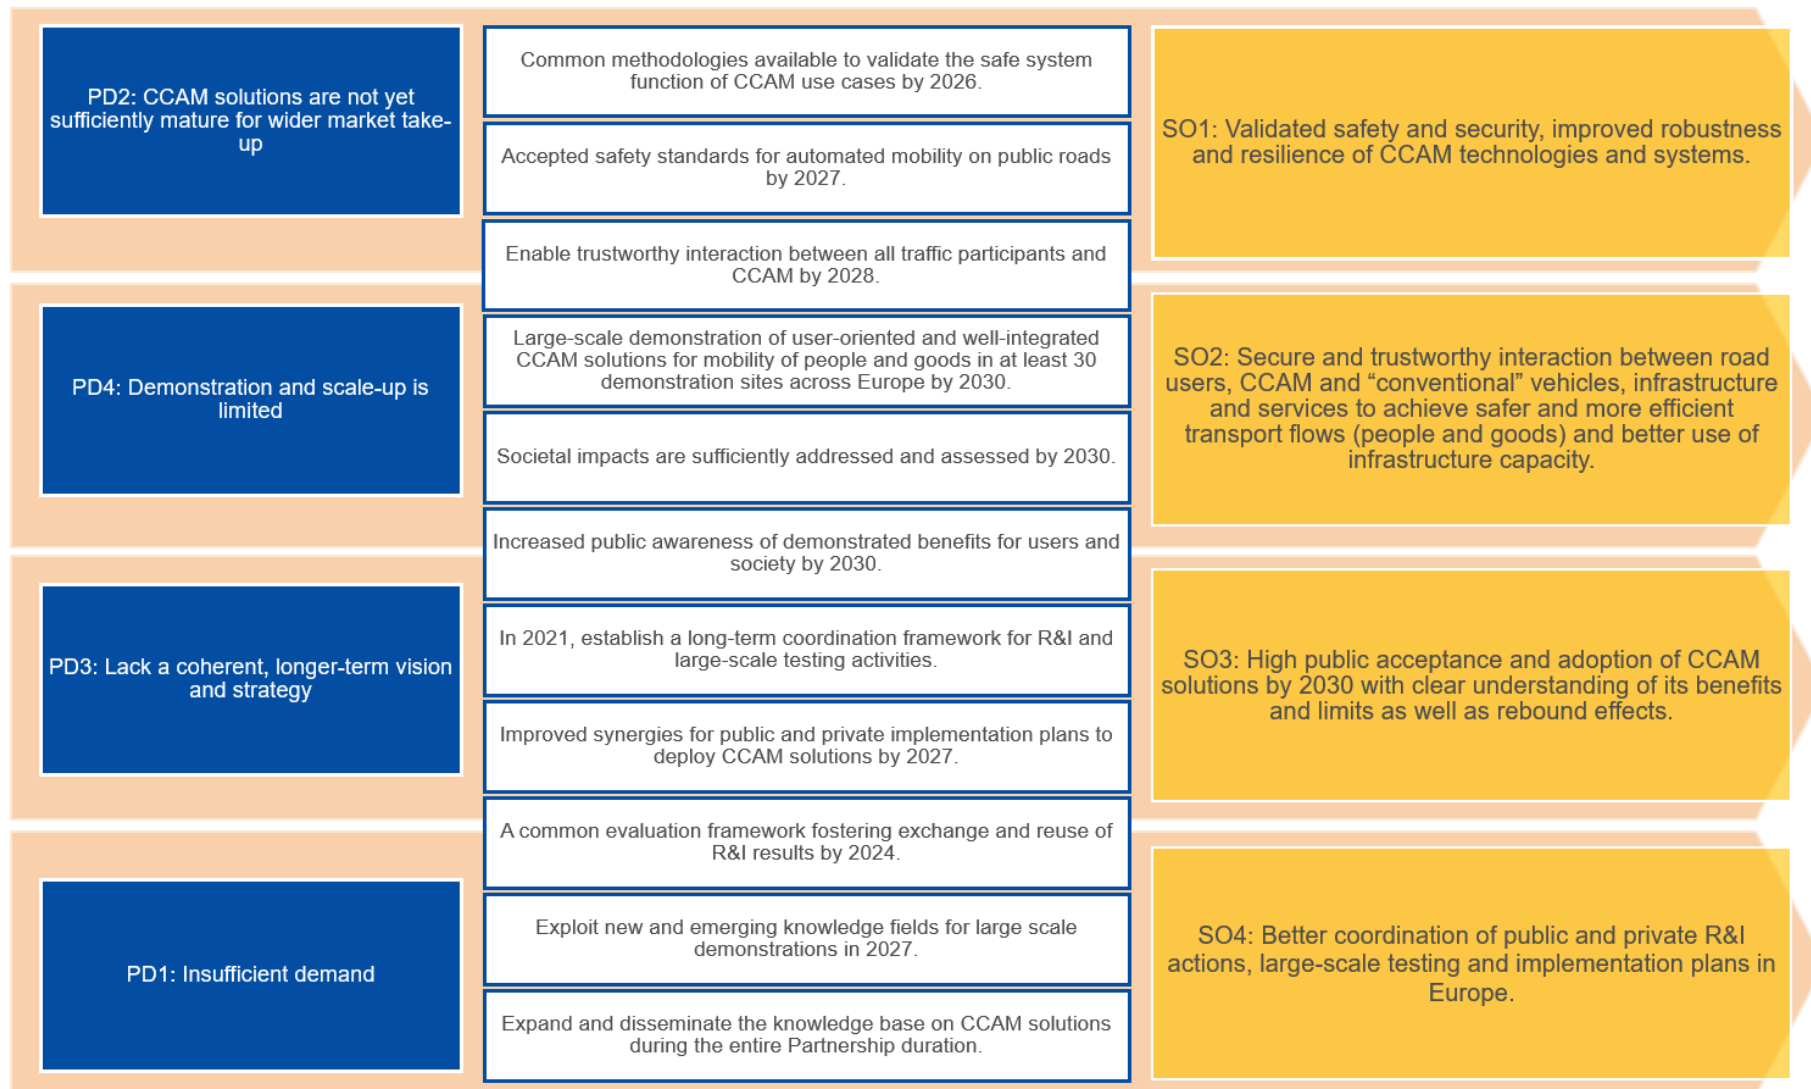 PD2: CCAM solutions are not yet
sufficiently mature for wider market take-
up
PD4: Demonstration and scale-up is
limited
PD3: Lack a coherent, longer-term vision
and strategy
PD1: Insufficient demand
Common methodologies available to validate the safe system
function of CCAM use cases by 2026.
Accepted safety standards for automated mobility on public roads
by 2027.
Enable trustworthy interaction between all traffic participants and
CCAM by 2028.
Large-scale demonstration of user-oriented and well-integrated
CCAM solutions for mobility of people and goods in at least 30
demonstration sites across Europe by 2030.
Societal impacts are sufficiently addressed and assessed by 2030.
Increased public awareness of demonstrated benefits for users and
society by 2030.
In 2021, establish a long-term coordination framework for R&I and
large-scale testing activities.
Improved synergies for public and private implementation plans to
deploy CCAM solutions by 2027.
A common evaluation framework fostering exchange and reuse of
R&I results by 2024.
Exploit new and emerging knowledge fields for large scale
demonstrations in 2027.
Expand and disseminate the knowledge base on CCAM solutions
during the entire Partnership duration.
SO1: Validated safety and security, improved robustness
and resilience of CCAM technologies and systems.
SO2: Secure and trustworthy interaction between road
users, CCAM and “conventional” vehicles, infrastructure
and services to achieve safer and more efficient
transport flows (people and goods) and better use of
infrastructure capacity.
SO3: High public acceptance and adoption of CCAM
solutions by 2030 with clear understanding of its benefits
and limits as well as rebound effects.
SO4: Better coordination of public and private R&I
actions, large-scale testing and implementation plans in
Europe.